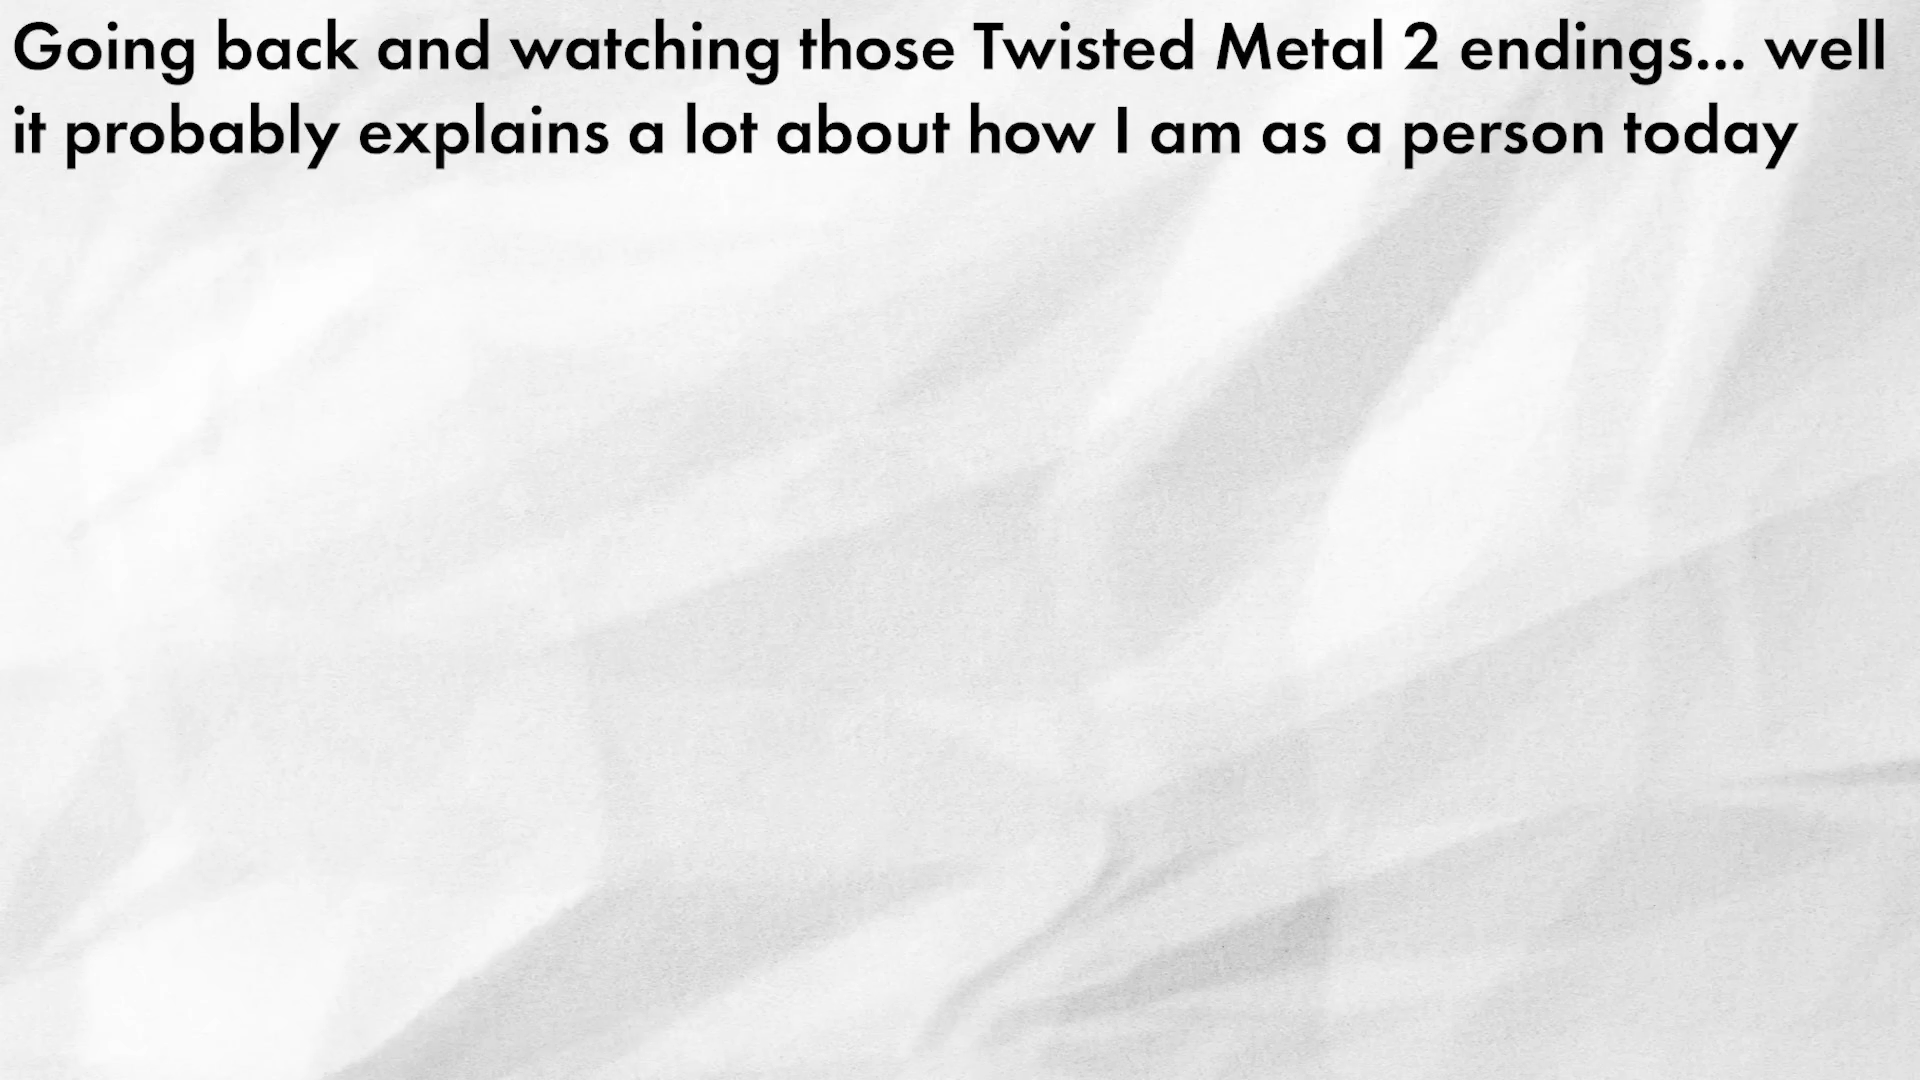 Going back and watching those Twisted Metal 2 endings... well
it probably explains a lot about how I am as a person today